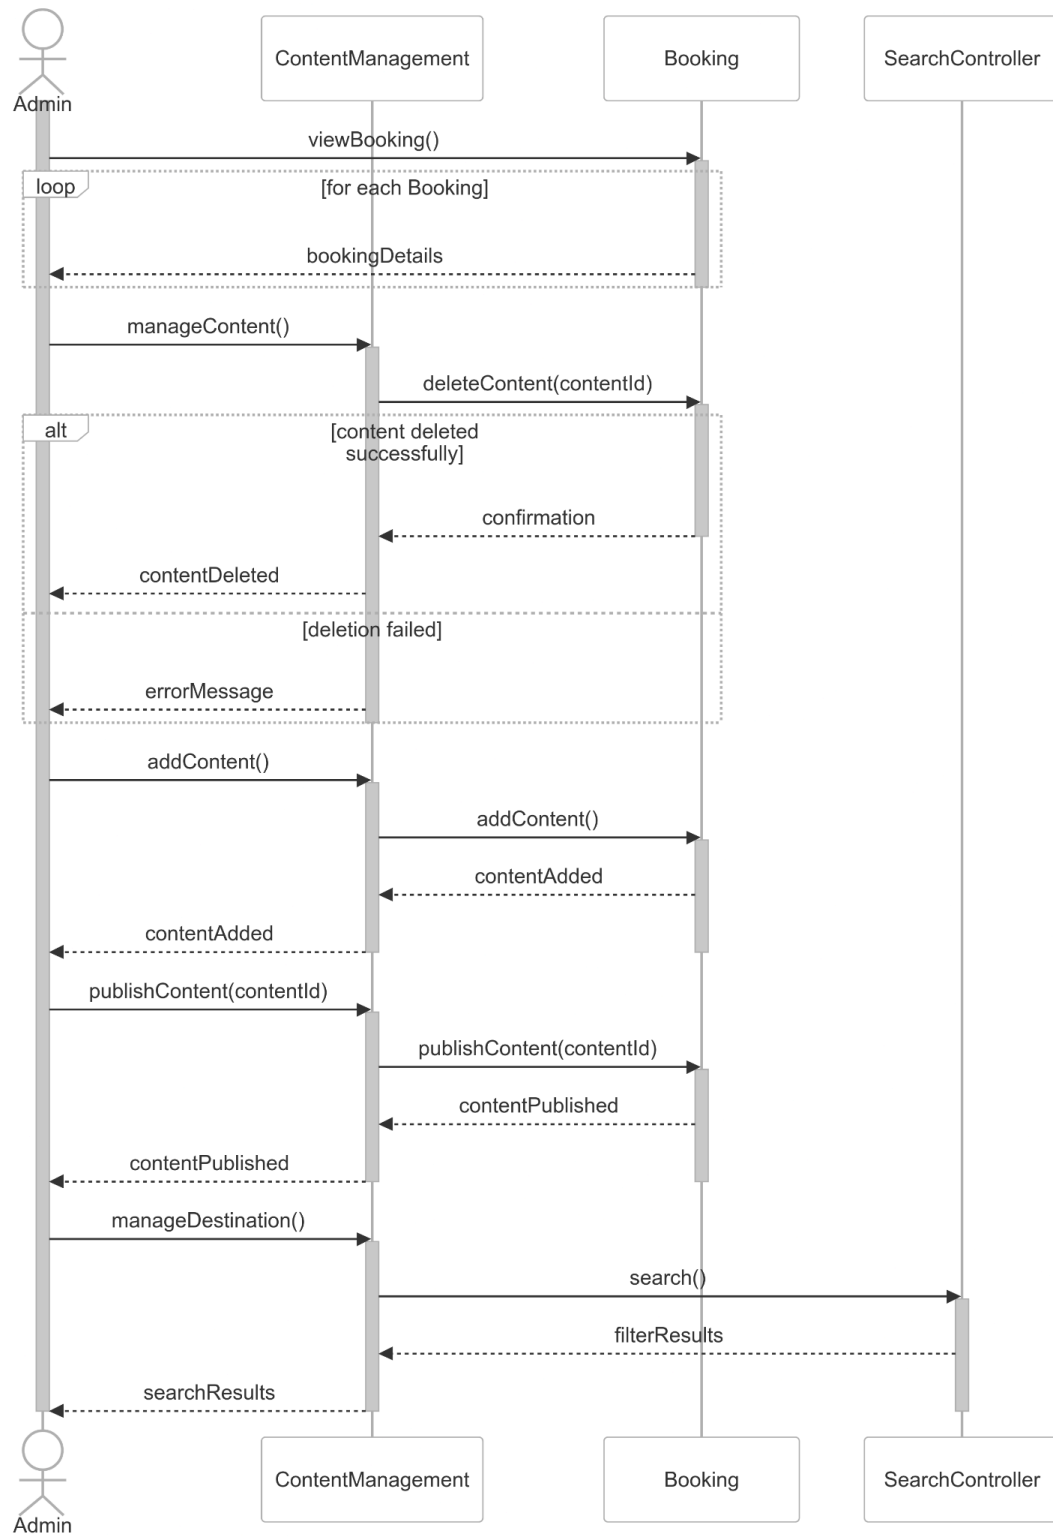 ContentManagement
Booking
SearchController
Admin
viewBooking()
loop
[for each Booking]
bookingDetails
manageContent()
deleteContent(contentId)
alt
[content deleted
successfully]
confirmation
contentDeleted
[deletion failed]
errorMessage
addContent()
addContent()
contentAdded
contentAdded
publishContent(contentId)
publishContent(contentId)
contentPublished
contentPublished
manageDestination()
search()
filterResults
searchResults
ContentManagement
Booking
SearchController
Admin